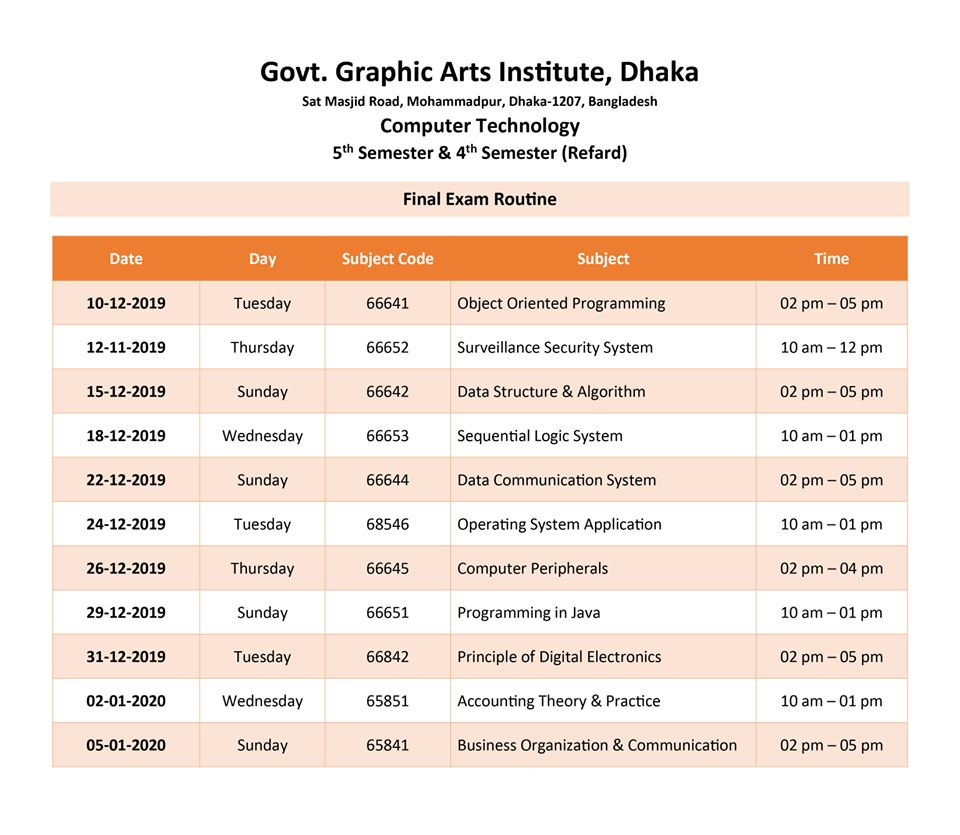 Govt. Graphic Arts Institute, Dhaka
Sat Masjid Road, Mohammadpur, Dhaka-1207, Bangladesh
Computer Technology
5th Semester & 4th Semester (Refard)
Final Exam Routine
Date Day Subject Code Subject Time
10-12-2019 Tuesday 66641 Object Oriented Programming 02 pm – 05 pm
12-11-2019 Thursday 66652 Surveillance Security System 10 am – 12 pm
15-12-2019 Sunday 66642 Data Structure & Algorithm 02 pm – 05 pm
18-12-2019 Wednesday 66653 Sequential Logic System 10 am – 01 pm
22-12-2019 Sunday 66644 Data Communication System 02 pm – 05 pm
24-12-2019 Tuesday 68546 Operating System Application 10 am – 01 pm
26-12-2019 Thursday 66645 Computer Peripherals 02 pm – 04 pm
29-12-2019 Sunday 66651 Programming in Java 10 am – 01 pm
31-12-2019 Tuesday 66842 Principle of Digital Electronics 02 pm – 05 pm
02-01-2020 Wednesday 65851 Accounting Theory & Practice 10 am – 01 pm
05-01-2020 Sunday 65841 Business Organization & Communication 02 pm – 05 pm